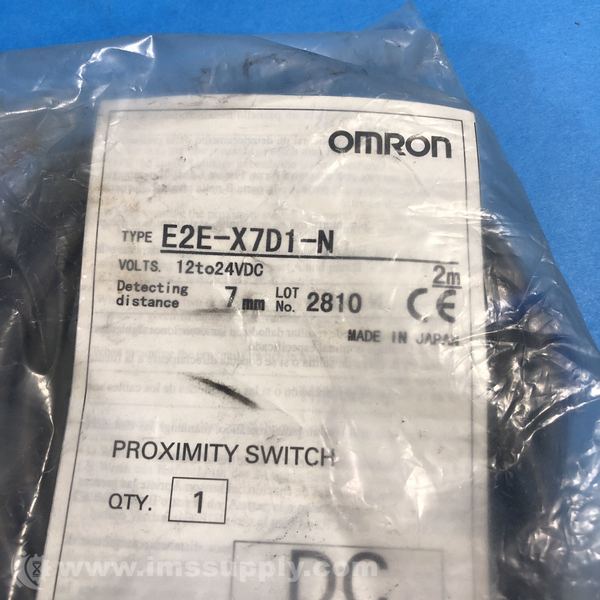 OMRON
TYPE E2E-X7D1-N
VOLTS. 12to24VDC 2m
Detecting distance 7 mm LOT No. 2810 CE
MADE IN JAPAN
PROXIMITY SWITCH
QTY. 1
DC
www.imssupply.com